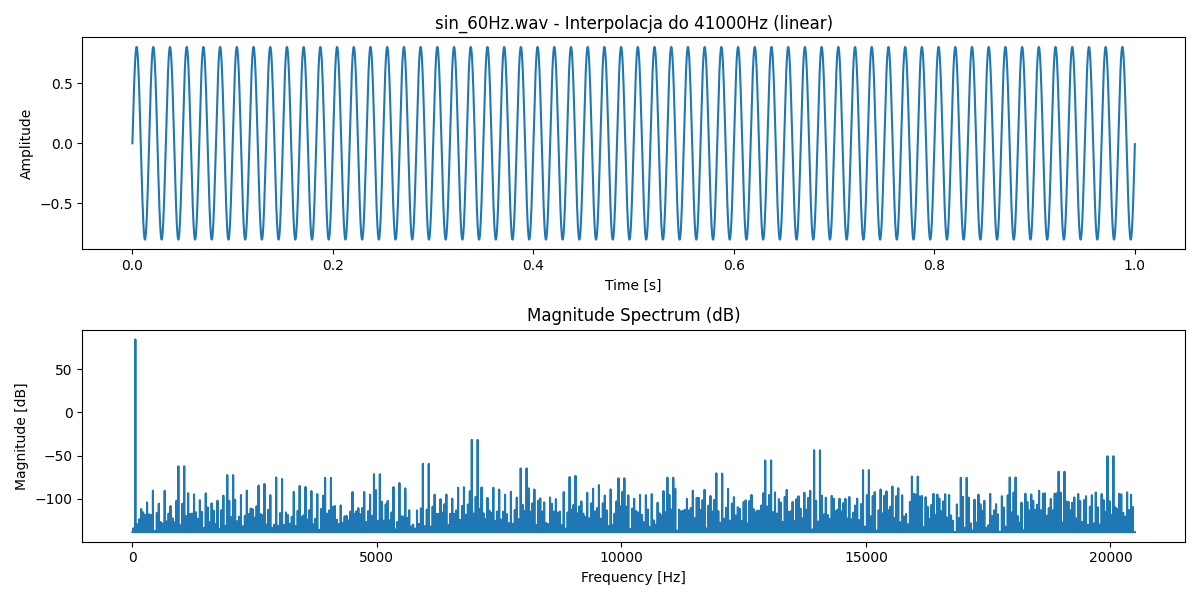 sin_60Hz.wav - Interpolacja do 41000Hz (linear)
Amplitude
0.5
0.0
−0.5
0.0 0.2 0.4 0.6 0.8 1.0
Time [s]
Magnitude Spectrum (dB)
Magnitude [dB]
50
0
−50
−100
0 5000 10000 15000 20000
Frequency [Hz]